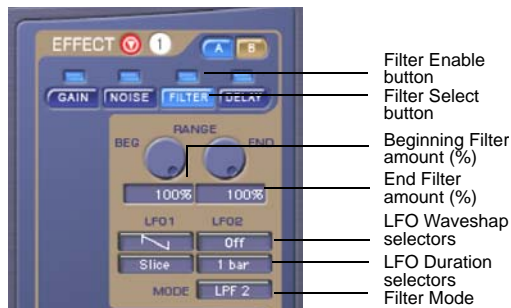 EFFECT 1 A B
GAIN NOISE FILTER DELAY
RANGE
BEG END
100% 100%
LFO1 LFO2
Off
Slice 1 bar
MODE LPF 2
Filter Enable
button
Filter Select
button
Beginning Filter
amount (%)
End Filter
amount (%)
LFO Waveshap
selectors
LFO Duration
selectors
Filter Mode